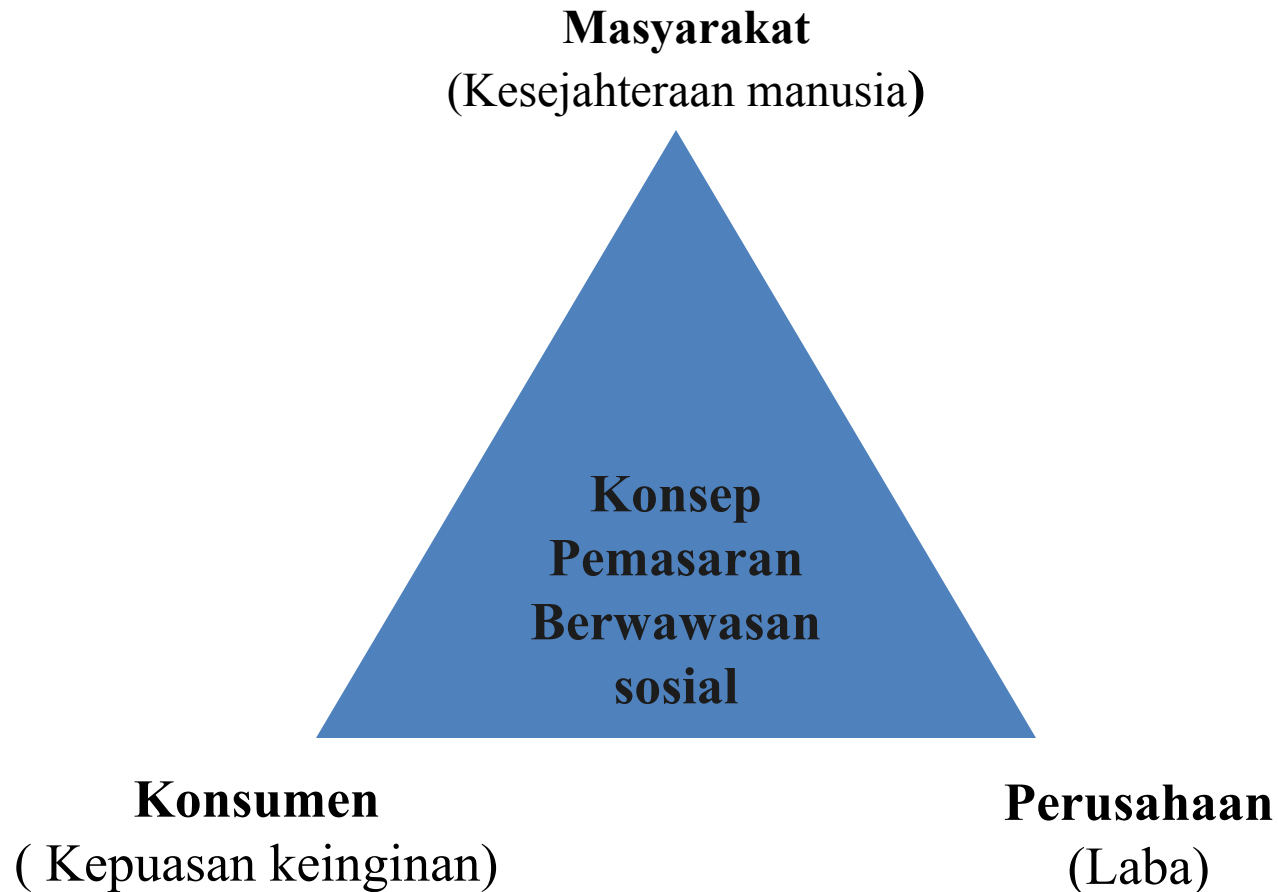 Masyarakat
(Kesejahteraan manusia)
Konsep
Pemasaran
Berwawasan
sosial
Konsumen
( Kepuasan keinginan)
Perusahaan
(Laba)